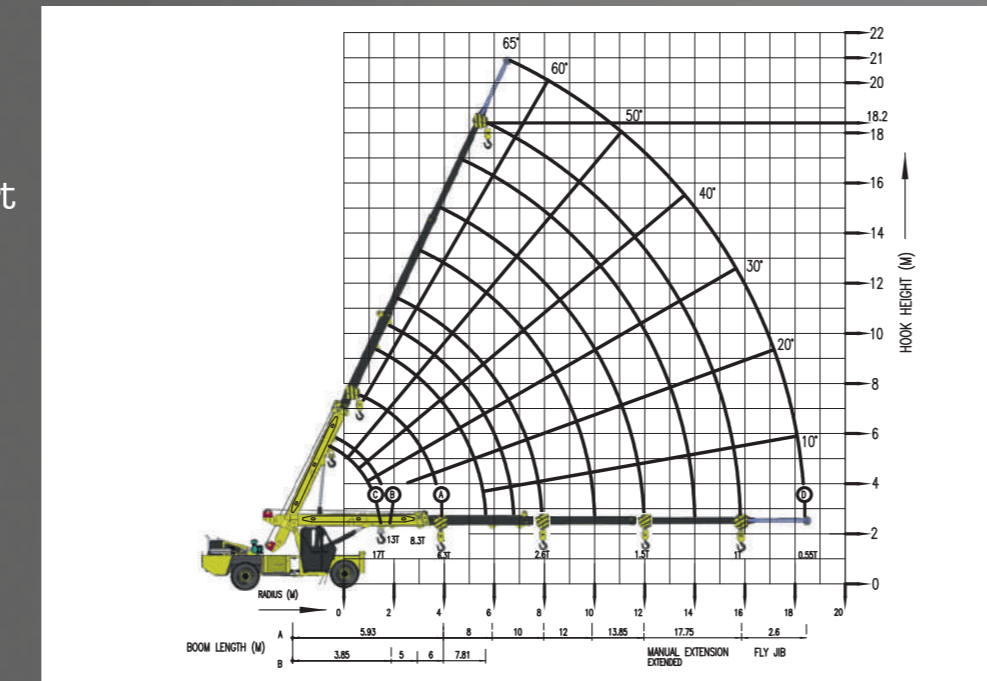 t
22
65°
21
60°
20
50°
18.2
18
16
40°
14
30°
12
HOOK HEIGHT (M)
10
20°
8
6
10°
C B A D
4
13T 8.3T
2
17T 6.3T 2.6T 1.5T 1T 0.55T
0
RADIUS (M)
0 2 4 6 8 10 12 14 16 18 20
A 5.93 8 10 12 13.85 17.75 2.6
BOOM LENGTH (M)
B 3.85 5 6 7.81 MANUAL EXTENSION FLY JIB
EXTENDED